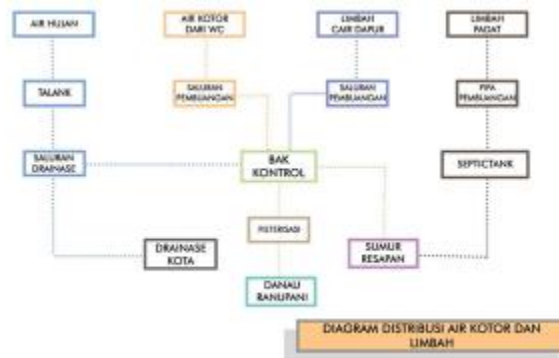 AIR HUJAN
AIR KOTOR
DARI WC
LIMBAH
CAIR DAPUR
LIMBAH
PADAT
TALANK
SALURAN
PEMBUANGAN
SALURAN
PEMBUANGAN
PIPA
PEMBUANGAN
SALURAN
DRAINASE
BAK
KONTROL
SEPTICTANK
FILTERISASI
DRAINASE
KOTA
SUMUR
RESAPAN
DANAU
RANUPANI
DIAGRAM DISTRIBUSI AIR KOTOR DAN
LIMBAH